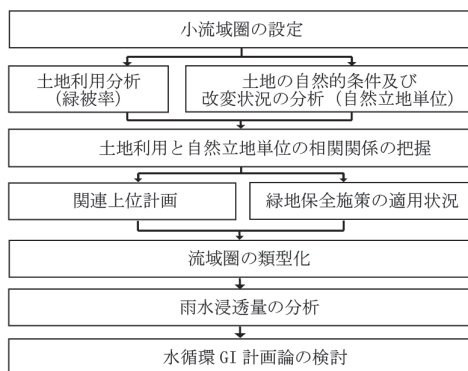 小流域圏の設定
土地利用分析
（緑被率）
土地の自然的条件及び
改変状況の分析（自然立地単位）
土地利用と自然立地単位の相関関係の把握
関連上位計画
緑地保全施策の適用状況
流域圏の類型化
雨水浸透量の分析
水循環 GI 計画論の検討